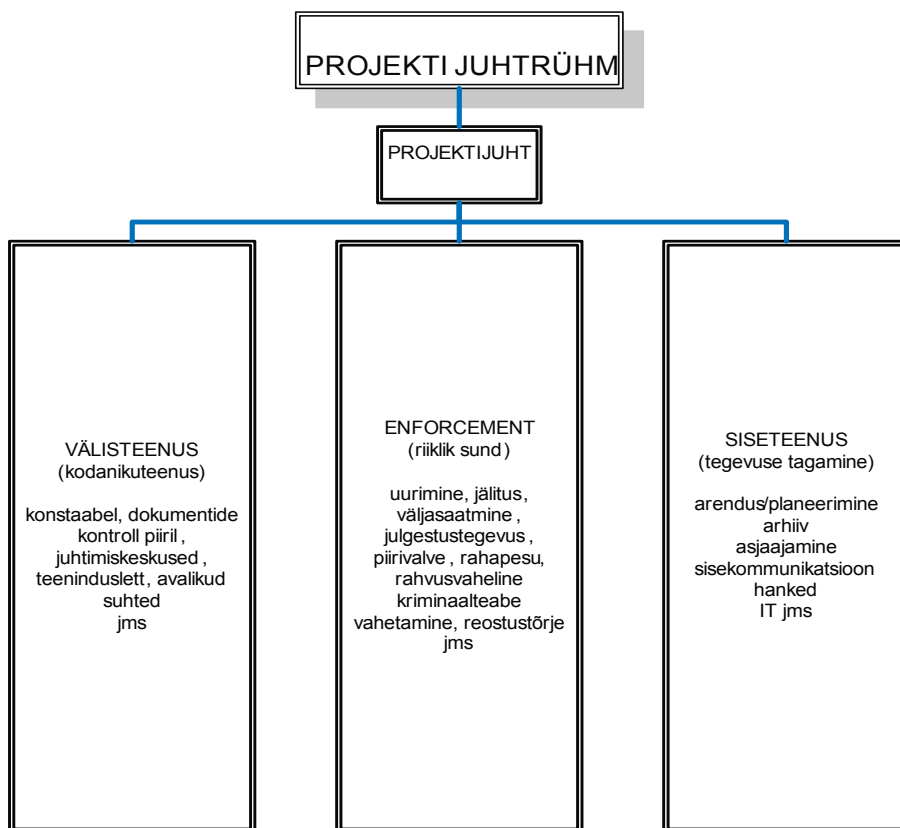 PROJEKTI JUHTRÜHM
PROJEKTIJUHT
VÄLISTEENUS
(kodanikuteenus)
konstaabel, dokumentide
kontroll piiril ,
juhtimiskeskused ,
teeninduslett, avalikud
suhted
jms
ENFORCEMENT
(riiklik sund )
uurimine, jälitus ,
väljasaatmine ,
julgestustegevus ,
piirivalve , rahapesu,
rahvusvaheline
kriminaalteabe
vahetamine, reostustõrje
jms
SISETEENUS
(tegevuse tagamine)
arendus/planeerimine
arhiiv
asjaajamine
sisekommunikatsioon
hanked
IT jms